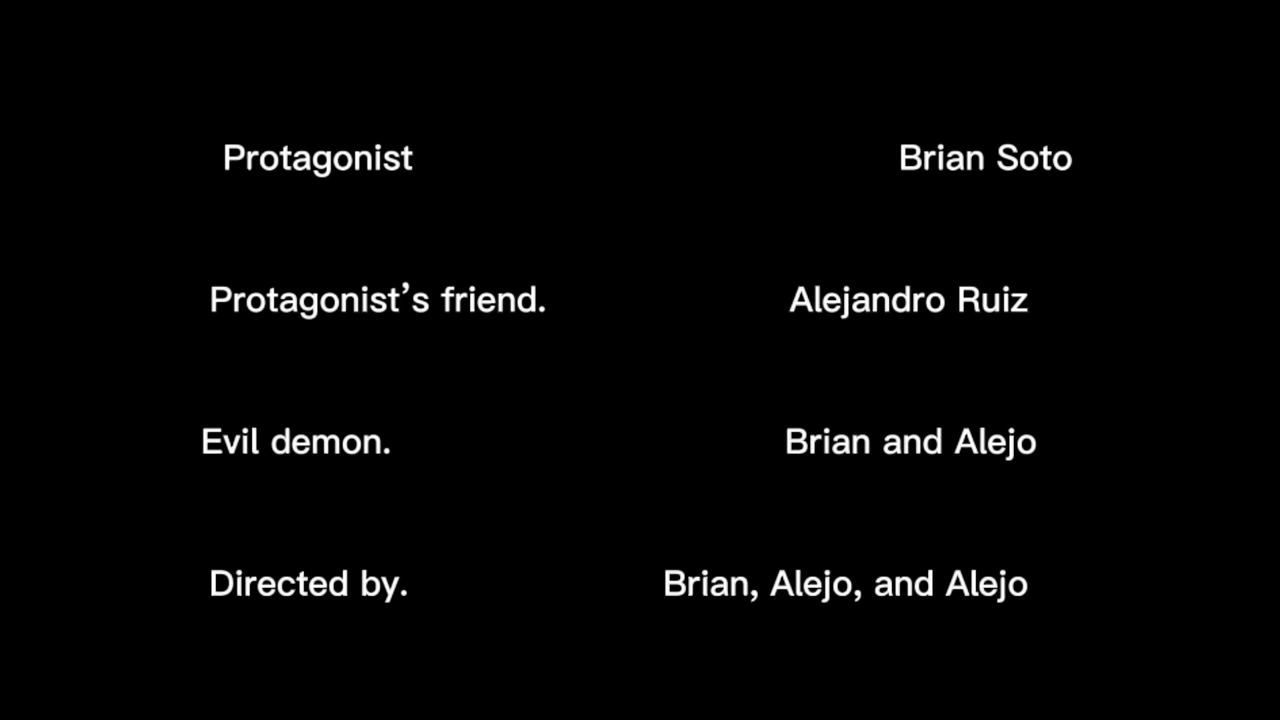 Protagonist Brian Soto
Protagonist’s friend. Alejandro Ruiz
Evil demon. Brian and Alejo
Directed by. Brian, Alejo, and Alejo